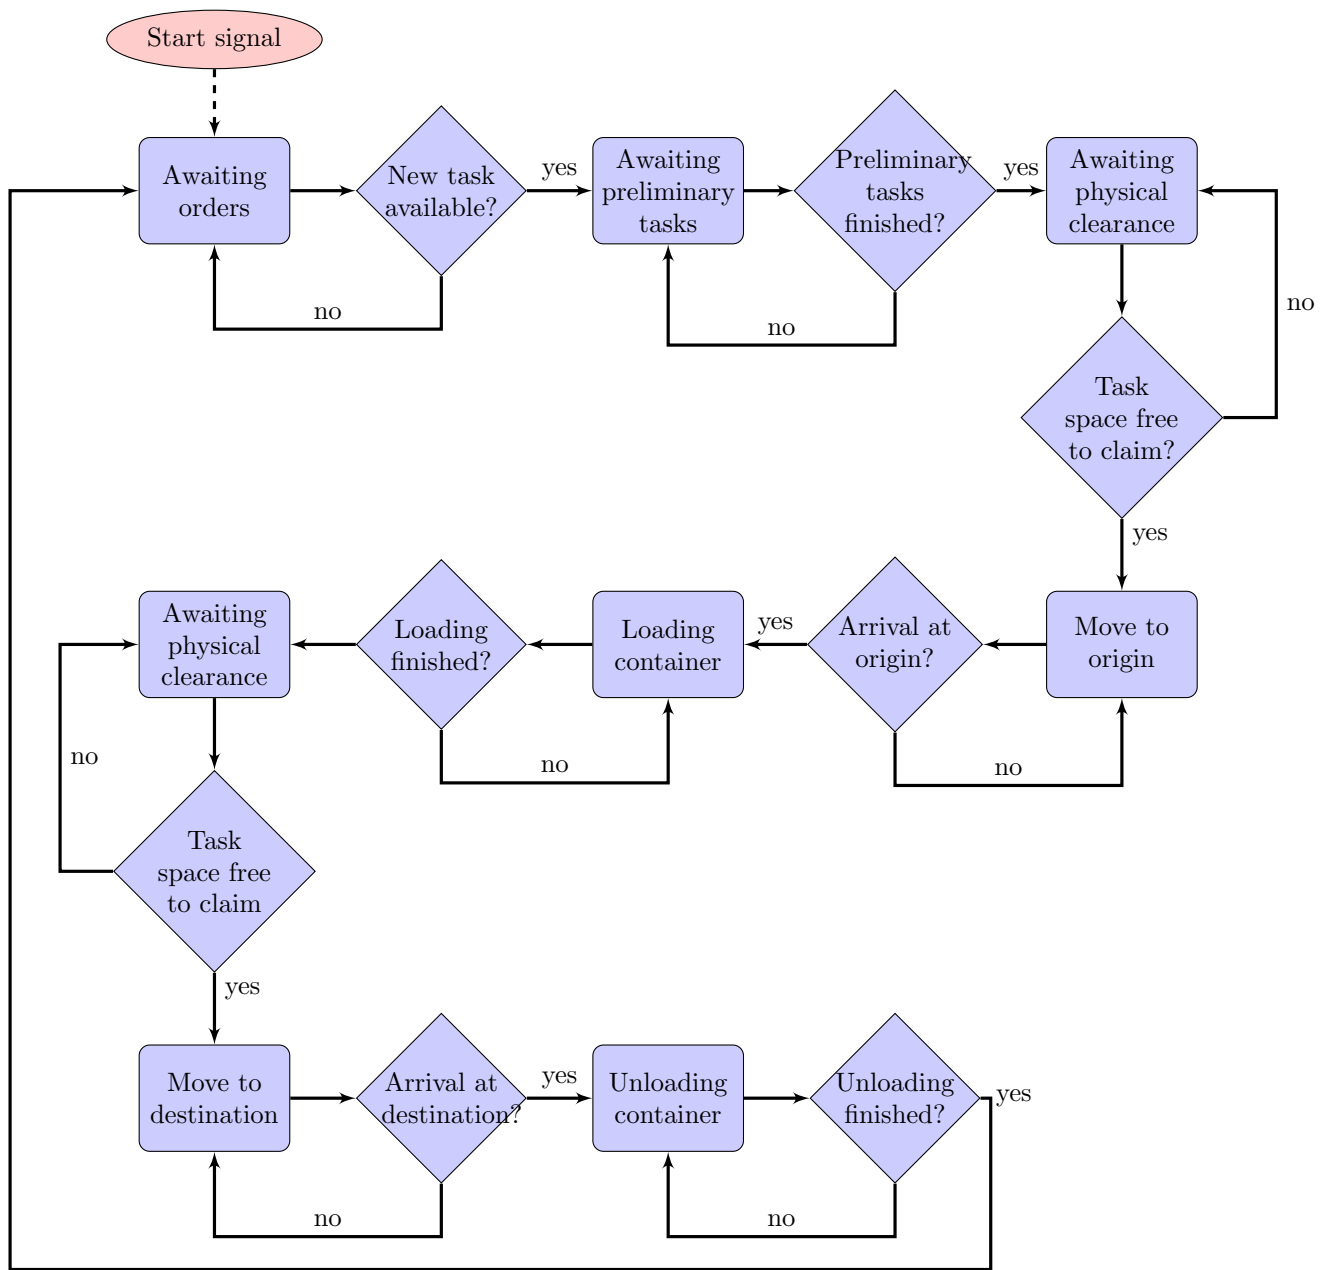 Start signal
Awaiting
orders
New task
available?
yes
Awaiting
preliminary
tasks
Preliminary
tasks
finished?
yes
Awaiting
physical
clearance
no
no
no
Task
space free
to claim?
yes
Awaiting
physical
clearance
Loading
finished?
Loading
container
yes
Arrival at
origin?
Move to
origin
no
no
no
Task
space free
to claim
yes
Move to
destination
Arrival at
destination?
yes
Unloading
container
Unloading
finished?
yes
no
no